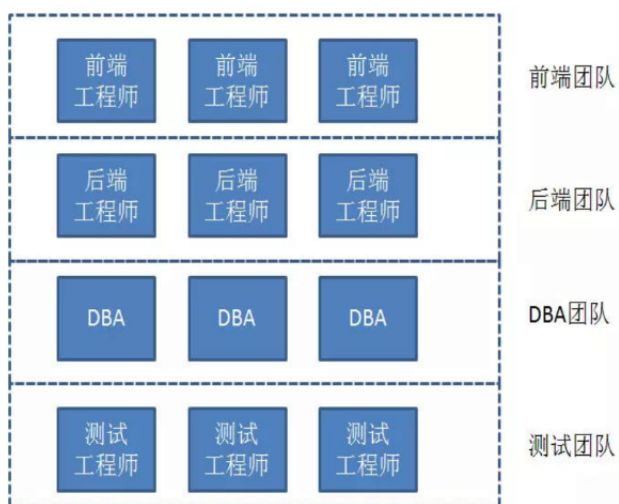 前端 前端 前端
工程师 工程师 工程师
前端团队
后端 后端 后端
工程师 工程师 工程师
后端团队
DBA DBA DBA
DBA团队
测试 测试 测试
工程师 工程师 工程师
测试团队